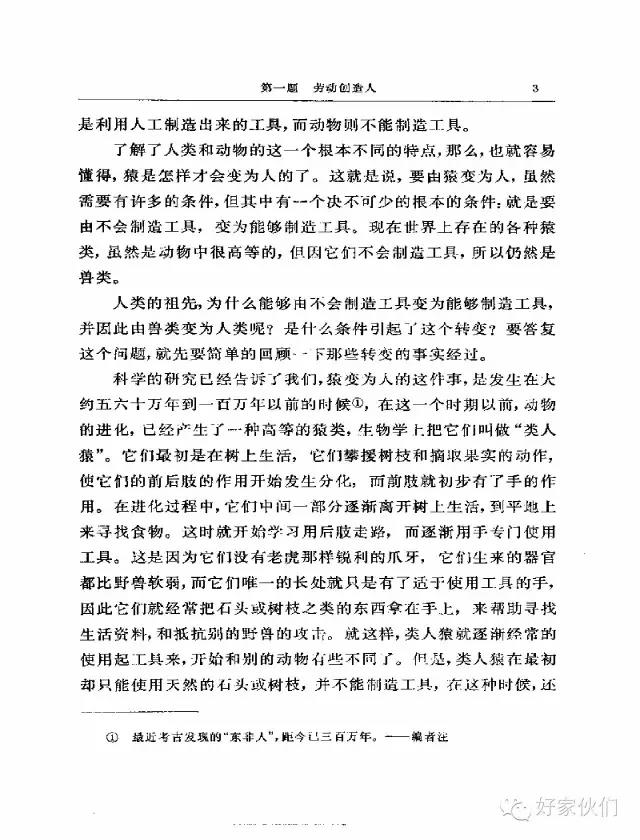 第一题 劳动创造人 3
是利用人工制造出来的工具,而动物则不能制造工具。
了解了人类和动物的这一个根本不同的特点,那么,也就容易
懂得,猿是怎样才会变为人的了。这就是说,要由猿变为人,虽然
需要有许多的条件,但其中有一个决不可少的根本的条件:就是要
由不会制造工具,变为能够制造工具。现在世界上存在的各种猿
类,虽然是动物中很高等的,但因它们不会制造工具,所以仍然是
兽类。
人类的祖先,为什么能够由不会制造工具变为能够制造工具,
并因此由兽类变为人类呢?是什么条件引起了这个转变?要答复
这个问题,就先要简单的回顾一下那些转变的事实经过。
科学的研究已经告诉了我们,猿变为人的这件事,是发生在大
约五六十万年到一百万年以前的时候①,在这一个时期以前,动物
的进化,已经产生了一种高等的猿类,生物学上把它们叫做“类人
猿”。它们最初是在树上生活,它们攀援树枝和摘取果实的动作,
使它们的前后肢的作用开始发生分化,而前肢就初步有了手的作
用。在进化过程中,它们中间一部分逐渐离开树上生活,到平地上
来寻找食物。这时就开始学习用后肢走路,而逐渐用手专门使用
工具。这是因为它们没有老虎那样锐利的爪牙,它们生来的器官
都比野兽软弱,而它们唯一的长处就只是有了适于使用工具的手,
因此它们就经常把石头或树枝之类的东西拿在手上,来帮助寻找
生活资料,和抵抗别的野兽的攻击。就这样,类人猿就逐渐经常的
使用起工具来,开始和别的动物有些不同了。但是,类人猿在最初
却只能使用天然的石头或树枝,并不能制造工具,在这种时候,还
① 最近考古发现的“东非人”,距今已三百万年。——编者注
好家伙们